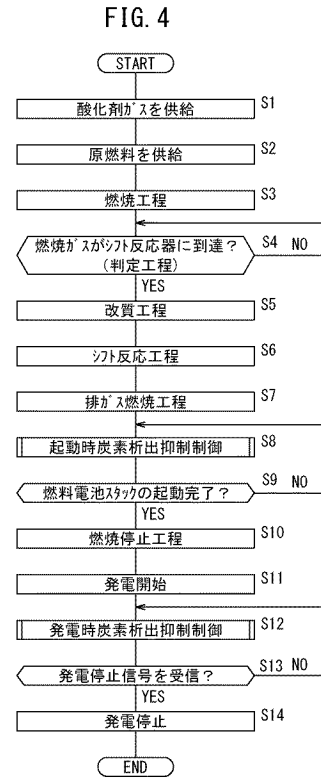 FIG. 4
START
酸化剤ｶﾞｽを供給 S1
原燃料を供給 S2
燃焼工程 S3
燃焼ｶﾞｽがｼﾌﾄ反応器に到達？ S4 NO
(判定工程)
YES
改質工程 S5
ｼﾌﾄ反応工程 S6
排ｶﾞｽ燃焼工程 S7
起動時炭素析出抑制制御 S8
燃料電池ｽﾀｯｸの起動完了？ S9 NO
YES
燃焼停止工程 S10
発電開始 S11
発電時炭素析出抑制制御 S12
発電停止信号を受信？ S13 NO
YES
発電停止 S14
END